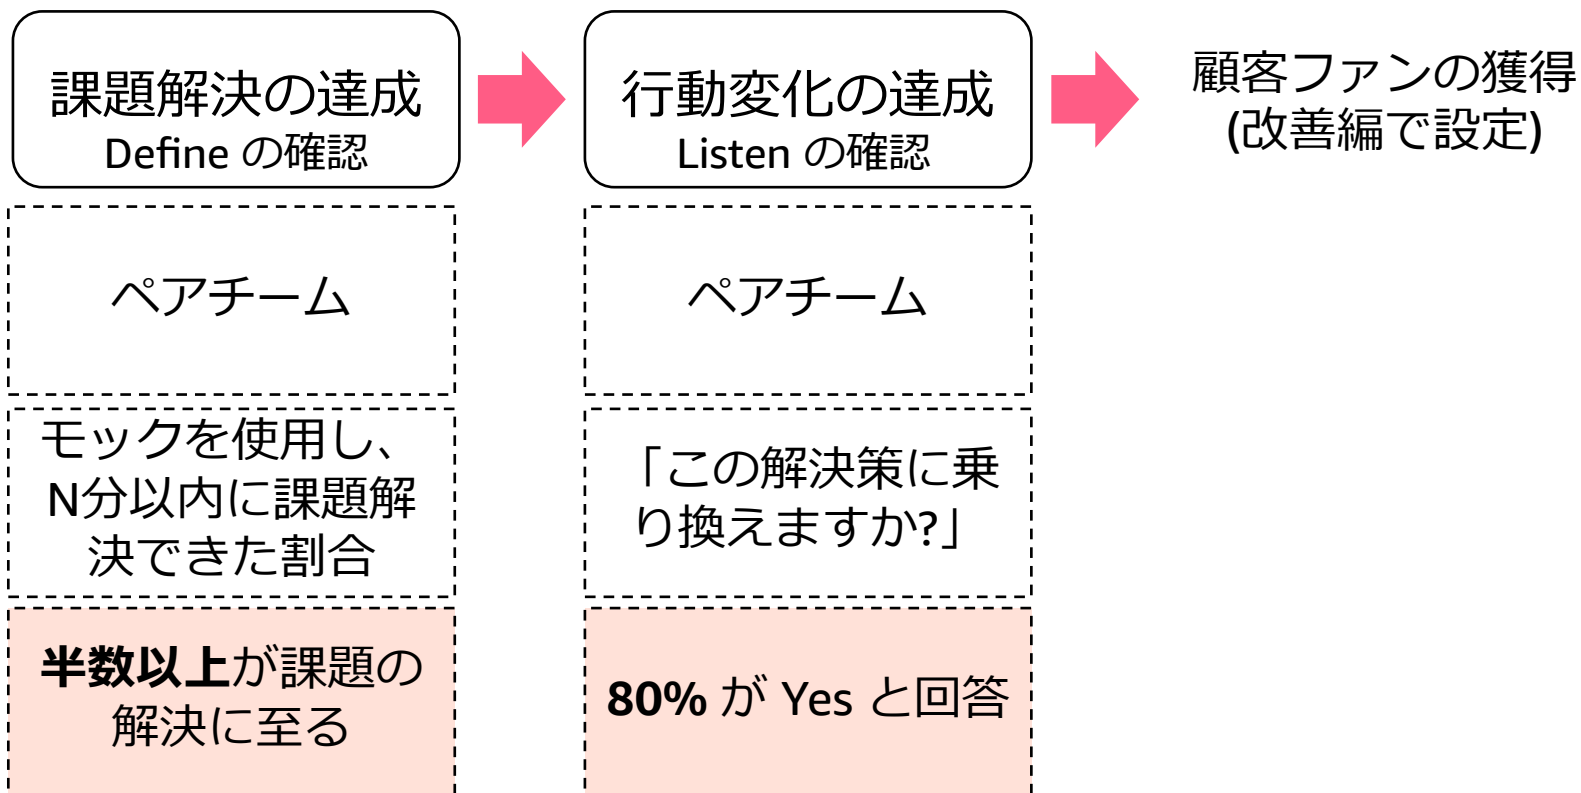 課題解決の達成
Define の確認
行動変化の達成
Listen の確認
顧客ファンの獲得
(改善編で設定)
ペアチーム
ペアチーム
モックを使用し、
N分以内に課題解
決できた割合
「この解決策に乗
り換えますか?」
半数以上が課題の
解決に至る
80% が Yes と回答